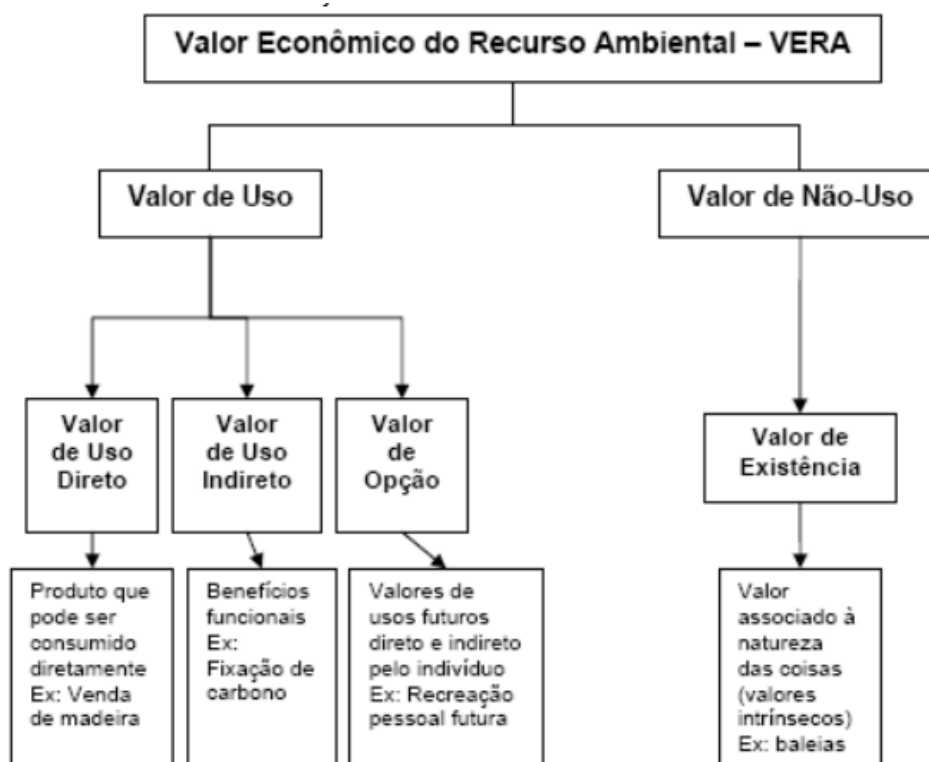 Valor Econômico do Recurso Ambiental – VERA
Valor de Uso
Valor de Não-Uso
Valor
de Uso
Direto
Valor
de Uso
Indireto
Valor
de
Opção
Valor de
Existência
Produto que
pode ser
consumido
diretamente
Ex: Venda
de madeira
Benefícios
funcionais
Ex:
Fixação de
carbono
Valores de
usos futuros
direto e indireto
pelo indivíduo
Ex: Recreação
pessoal futura
Valor
associado à
natureza
das coisas
(valores
intrínsecos)
Ex: baleias